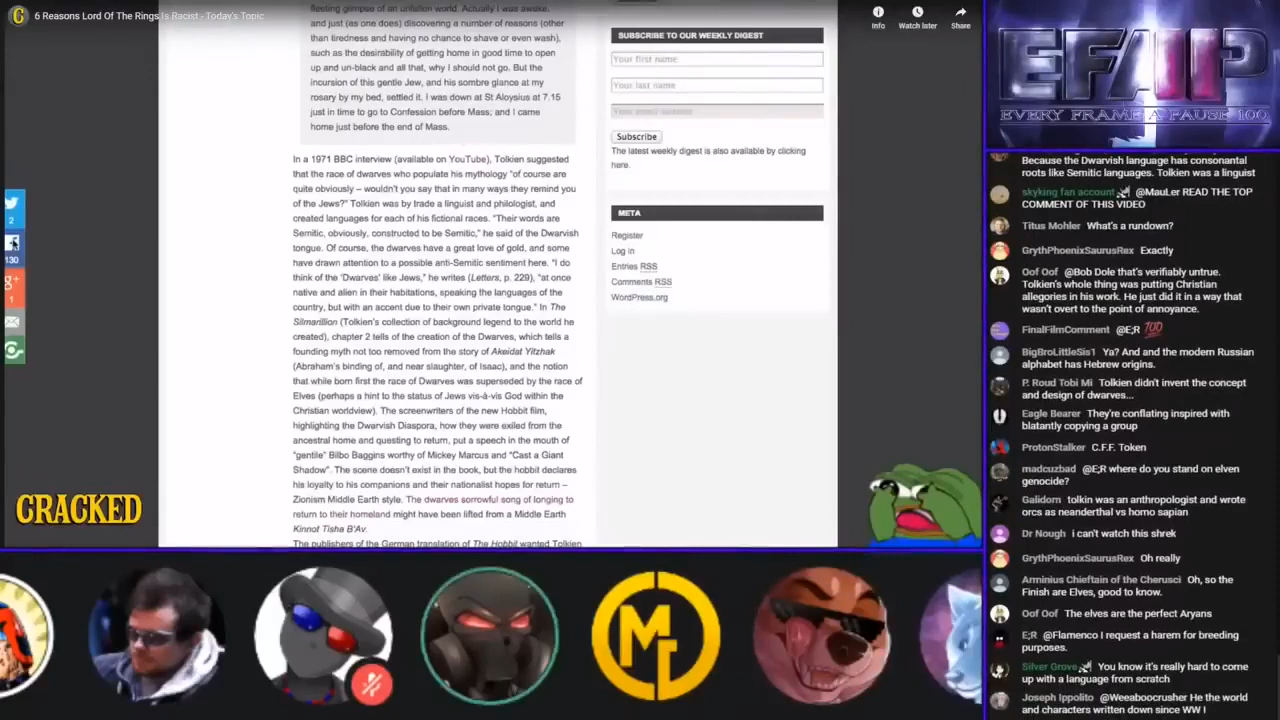 6 Reasons Lord Of The Rings Is Racist - Today's Topic
Info
Watch later
Share
fleeting glimpse of an unfallen world. Actually I was awake,
and just (as one does) discovering a number of reasons (other
than tiredness and having no chance to shave or even wash),
such as the desirability of getting home in good time to open
up and un-black and all that, why I should not go. But the
incursion of this gentle Jew, and his sombre glance at my
rosary by my bed, settled it. I was down at St Aloysius at 7.15
just in time to go to Confession before Mass; and I came
home just before the end of Mass.
In a 1971 BBC interview (available on YouTube), Tolkien suggested
that the race of dwarves who populate his mythology "of course are
quite obviously – wouldn't you say that in many ways they remind you
of the Jews?" Tolkien was by trade a linguist and philologist, and
created languages for each of his fictional races. "Their words are
Semitic, obviously, constructed to be Semitic," he said of the Dwarvish
tongue. Of course, the dwarves have a great love of gold, and some
have drawn attention to a possible anti-Semitic sentiment here. "I do
think of the 'Dwarves' like Jews," he writes (Letters, p. 229), "at once
native and alien in their habitations, speaking the languages of the
country, but with an accent due to their own private tongue." In The
Silmarillion (Tolkien's collection of background legend to the world he
created), chapter 2 tells of the creation of the Dwarves, which tells a
founding myth not too removed from the story of Akeidat Yitzhak
(Abraham's binding of, and near slaughter, of Isaac), and the notion
that while born first the race of Dwarves was superseded by the race of
Elves (perhaps a hint to the status of Jews vis-à-vis God within the
Christian worldview). The screenwriters of the new Hobbit film,
highlighting the Dwarvish Diaspora, how they were exiled from the
ancestral home and questing to return, put a speech in the mouth of
"gentile" Bilbo Baggins worthy of Mickey Marcus and "Cast a Giant
Shadow". The scene doesn't exist in the book, but the hobbit declares
his loyalty to his companions and their nationalist hopes for return –
Zionism Middle Earth style. The dwarves sorrowful song of longing to
return to their homeland might have been lifted from a Middle Earth
Kinnot Tisha B'Av.
The publishers of the German translation of The Hobbit wanted Tolkien
SUBSCRIBE TO OUR WEEKLY DIGEST
Your first name
Your last name
Your email address
Subscribe
The latest weekly digest is also available by clicking
here.
META
Register
Log in
Entries RSS
Comments RSS
WordPress.org
2
130
1
CRACKED
EFAP
EVERY FRAME A PAUSE 100
Because the Dwarvish language has consonantal
roots like Semitic languages. Tolkien was a linguist
skyking fan account @MauLer READ THE TOP
COMMENT OF THIS VIDEO
Titus Mohler What's a rundown?
GrythPhoenixSaurusRex Exactly
Oof Oof @Bob Dole that's verifiably untrue.
Tolkien's whole thing was putting Christian
allegories in his work. He just did it in a way that
wasn't over to the point of annoyance.
FinalFilmComment @E;R 💯
BigBroLittleSis1 Ya? And and the modern Russian
alphabet has Hebrew origins.
P. Roud Tobi Mi Tolkien didn't invent the concept
and design of dwarves...
Eagle Bearer They're conflating inspired with
blatantly copying a group
ProtonStalker C.F.F. Token
madcuzbad @E;R where do you stand on elven
genocide?
Galidorn tolkin was an anthropologist and wrote
orcs as neanderthal vs homo sapian
Dr Nough i can't watch this shrek
GrythPhoenixSaurusRex Oh really
Arminius Chieftain of the Cherusci Oh, so the
Finish are Elves, good to know.
Oof Oof The elves are the perfect Aryans
E;R @Flamenco I request a harem for breeding
purposes.
Silver Grove You know it's really hard to come
up with a language from scratch
Joseph Ippolito @Weeaboocrusher He the world
and characters written down since WW !